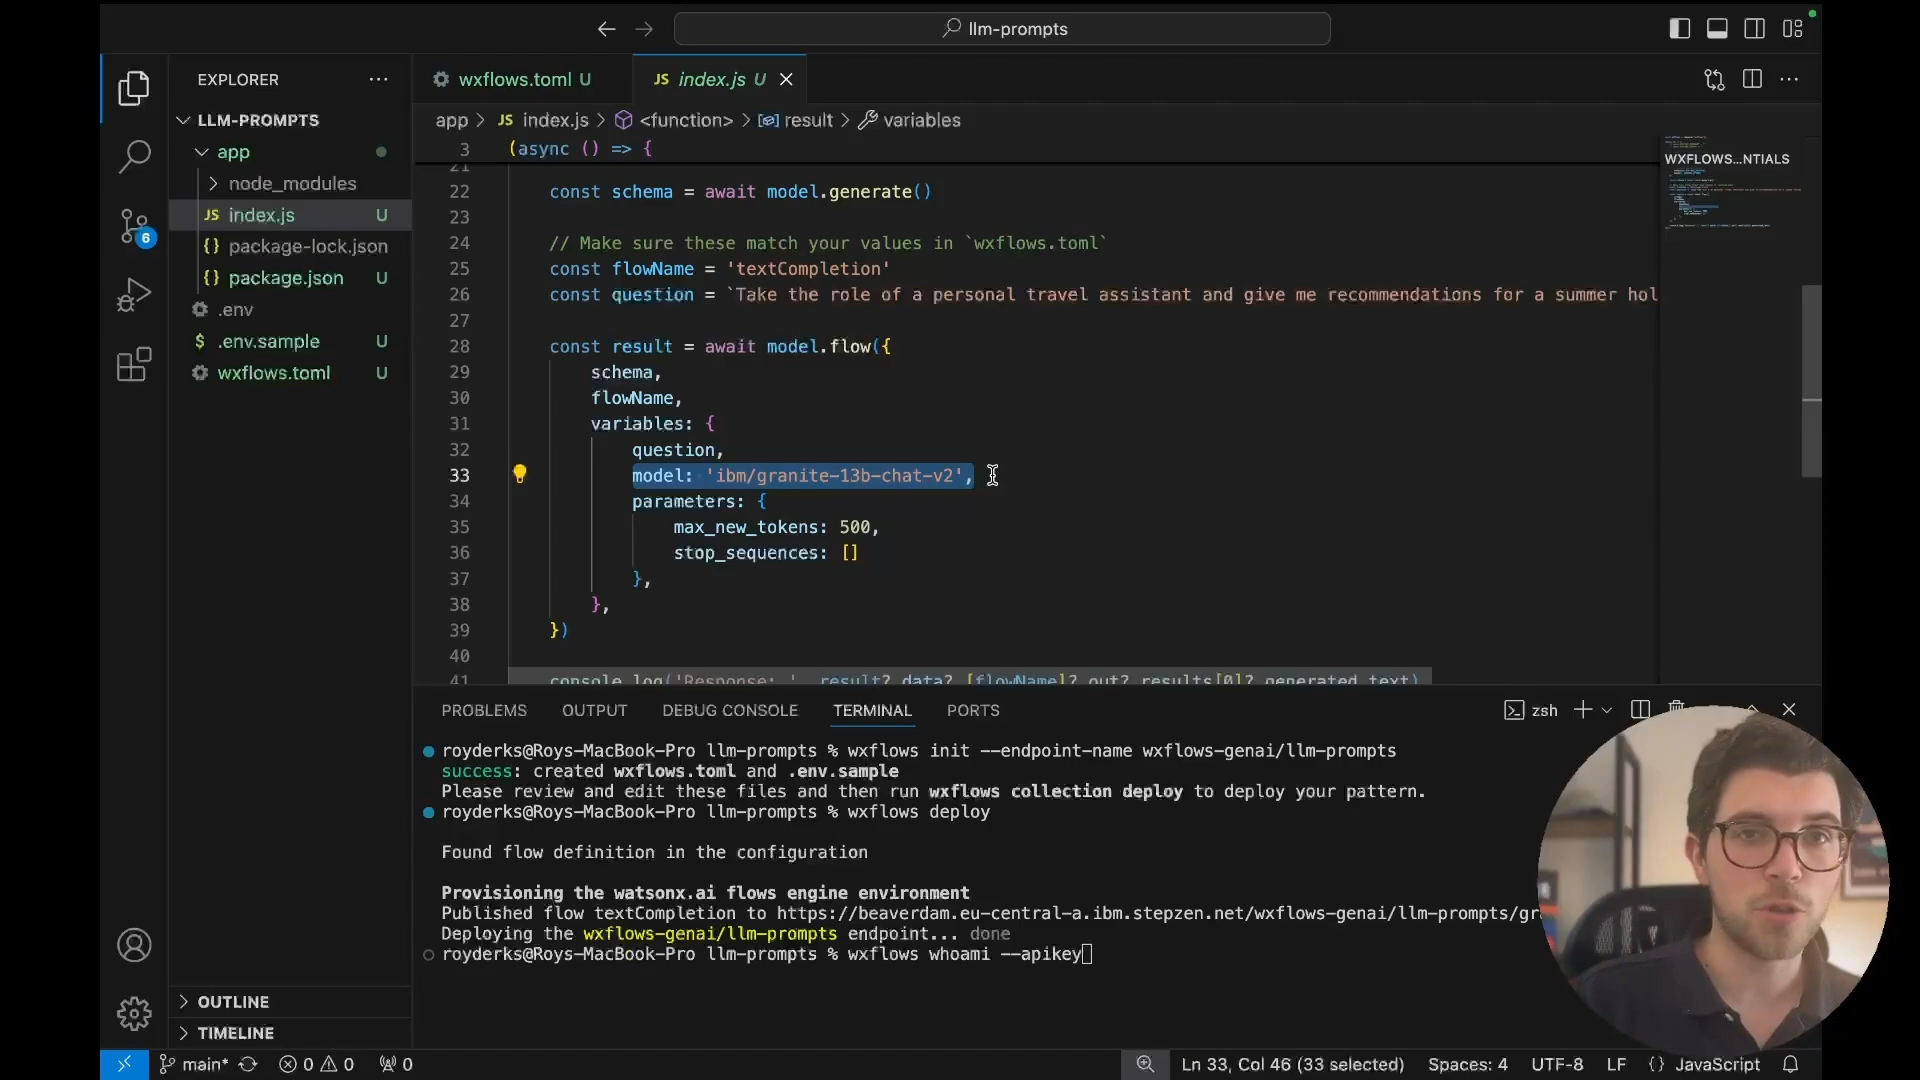 llm-prompts
EXPLORER
LLM-PROMPTS
app
node_modules
JS index.js U
{} package-lock.json
{} package.json U
.env
$ .env.sample U
wxflows.toml U
6
OUTLINE
TIMELINE
wxflows.toml U
JS index.js U
app > JS index.js > <function> > result > variables
3 (async () => {
21
22 const schema = await model.generate()
23
24 // Make sure these match your values in `wxflows.toml`
25 const flowName = 'textCompletion'
26 const question = `Take the role of a personal travel assistant and give me recommendations for a summer hol
27
28 const result = await model.flow({
29 schema,
30 flowName,
31 variables: {
32 question,
33 model: 'ibm/granite-13b-chat-v2',
34 parameters: {
35 max_new_tokens: 500,
36 stop_sequences: []
37 },
38 },
39 })
40
41 console.log('Response: ', result?.data?.[flowName]?.out?.results[0]?.generated_text)
WXFLOWS...NTIALS
PROBLEMS OUTPUT DEBUG CONSOLE TERMINAL PORTS
zsh
royderks@Roys-MacBook-Pro llm-prompts % wxflows init --endpoint-name wxflows-genai/llm-prompts
success: created wxflows.toml and .env.sample
Please review and edit these files and then run wxflows collection deploy to deploy your pattern.
royderks@Roys-MacBook-Pro llm-prompts % wxflows deploy
Found flow definition in the configuration
Provisioning the watsonx.ai flows engine environment
Published flow textCompletion to https://beaverdam.eu-central-a.ibm.stepzen.net/wxflows-genai/llm-prompts/gr
Deploying the wxflows-genai/llm-prompts endpoint... done
royderks@Roys-MacBook-Pro llm-prompts % wxflows whoami --apikey
main* 0 0 0
Ln 33, Col 46 (33 selected) Spaces: 4 UTF-8 LF {} JavaScript